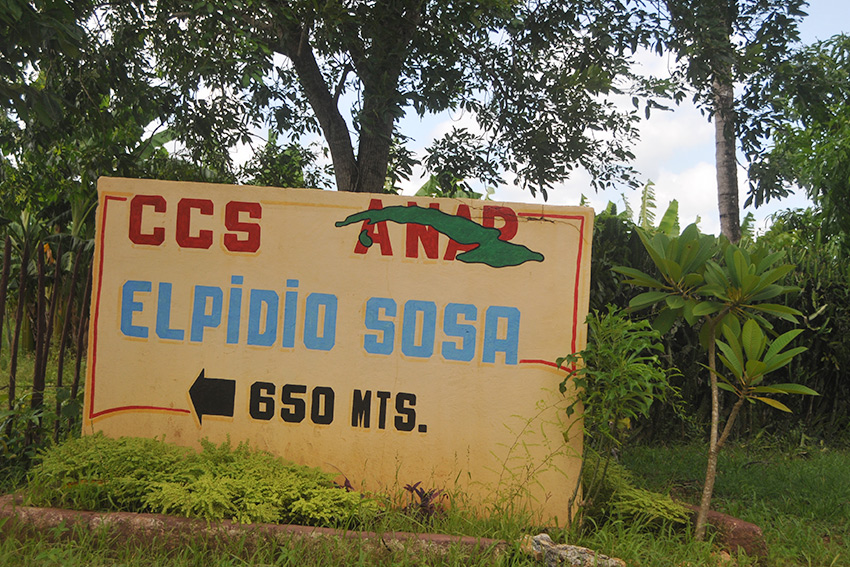 CCS ANAP
ELPIDIO SOSA
650 MTS.